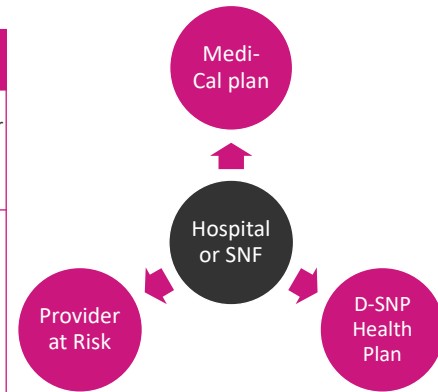 Medi-
Cal plan
r
Hospital
or SNF
Provider
at Risk
D-SNP
Health
Plan